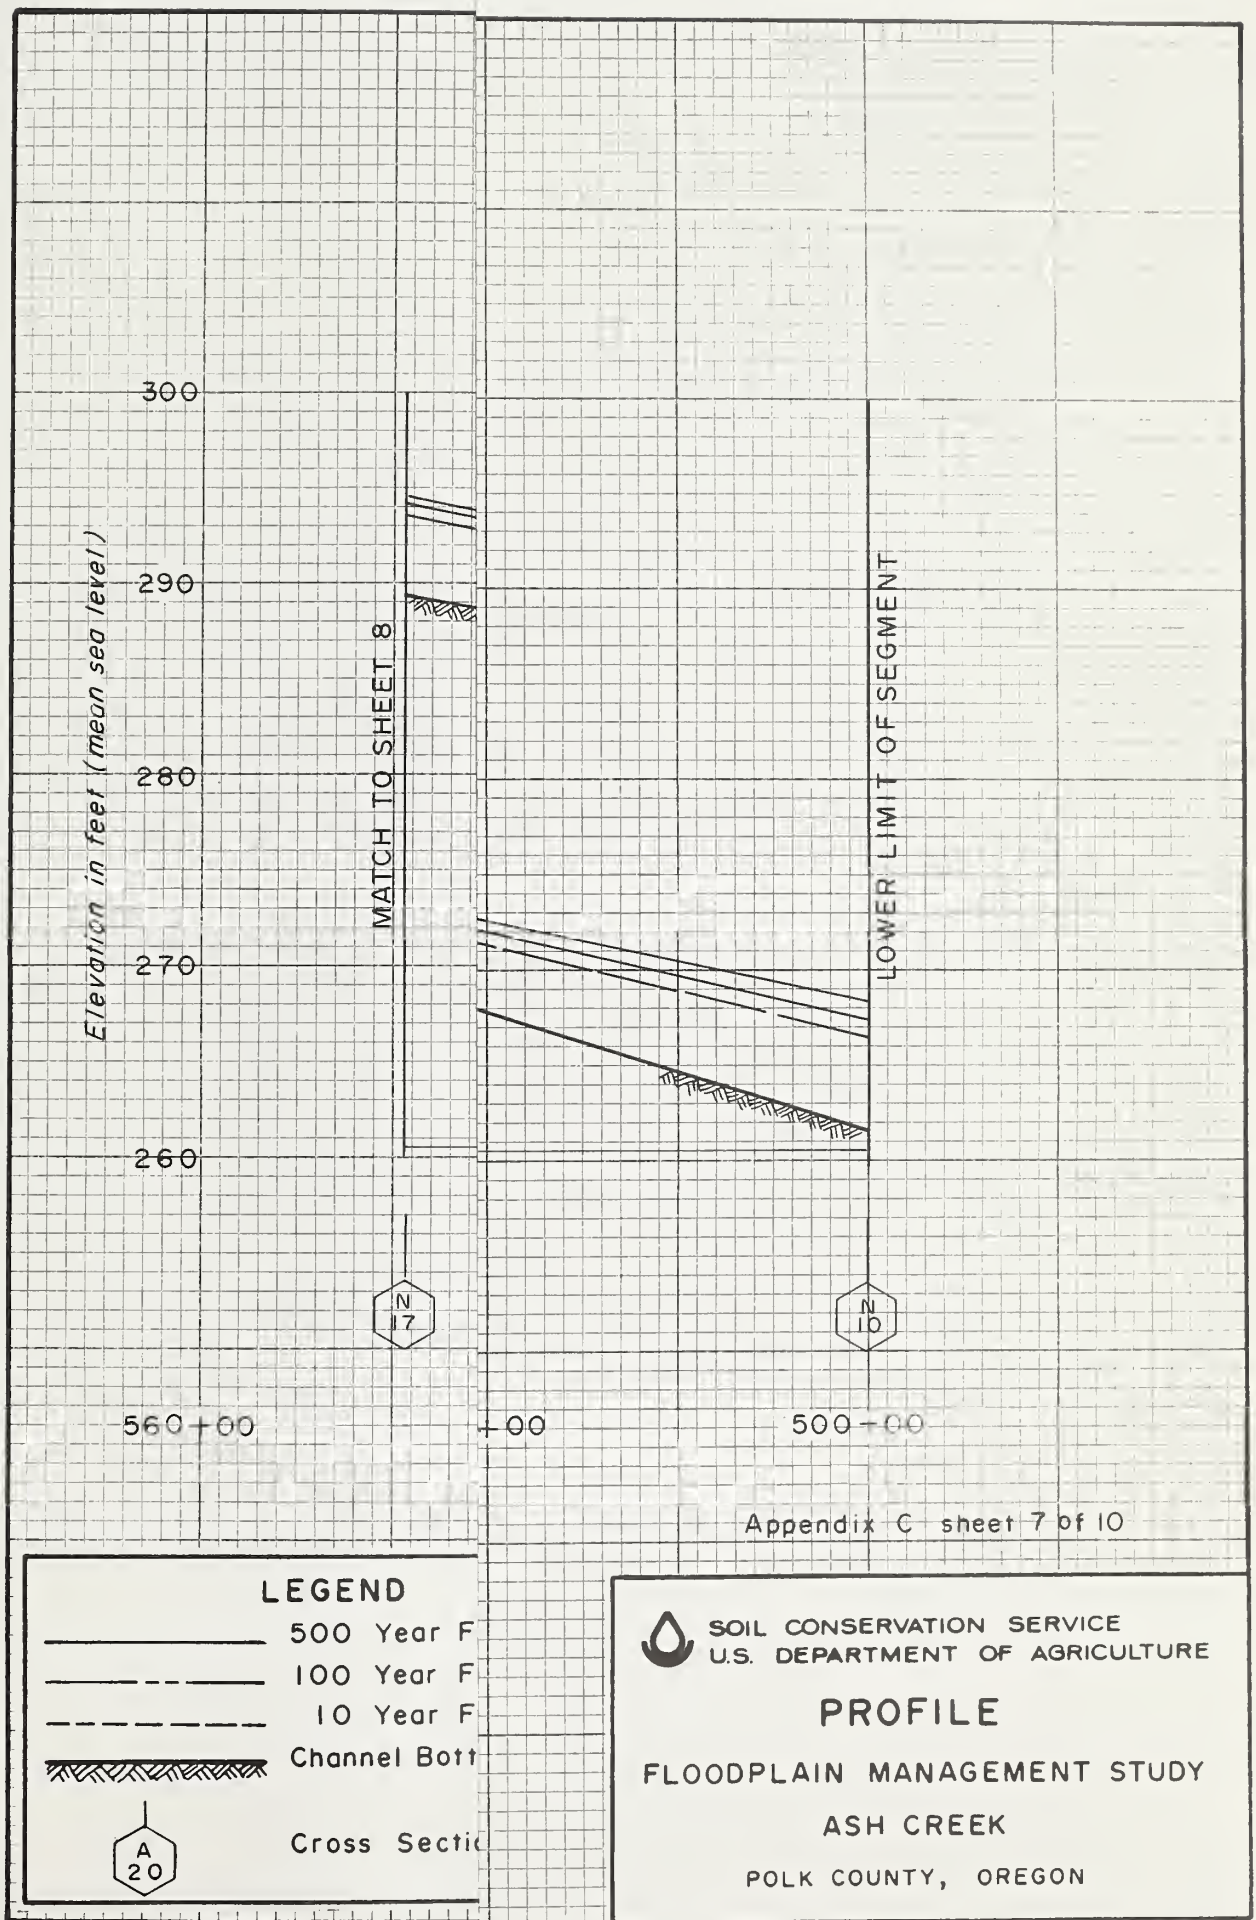 300
290
280
270
260
Elevation in feet (mean sea level)
MATCH TO SHEET 8
LOWER LIMIT OF SEGMENT
N
17
N
10
560+00
+00
500+00
Appendix C sheet 7 of 10
LEGEND
500 Year F
100 Year F
10 Year F
Channel Bott
A
20
Cross Sectio
SOIL CONSERVATION SERVICE
U.S. DEPARTMENT OF AGRICULTURE
PROFILE
FLOODPLAIN MANAGEMENT STUDY
ASH CREEK
POLK COUNTY, OREGON